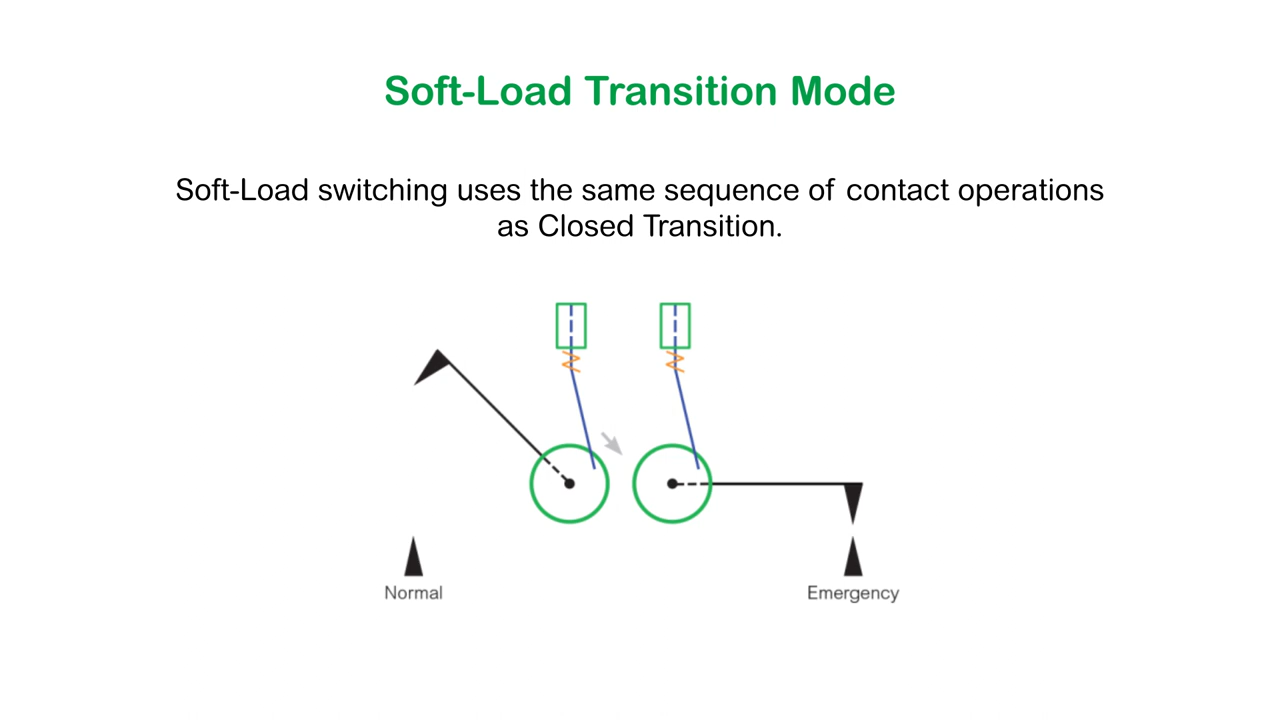 Soft-Load Transition Mode
Soft-Load switching uses the same sequence of contact operations
as Closed Transition.
Normal
Emergency